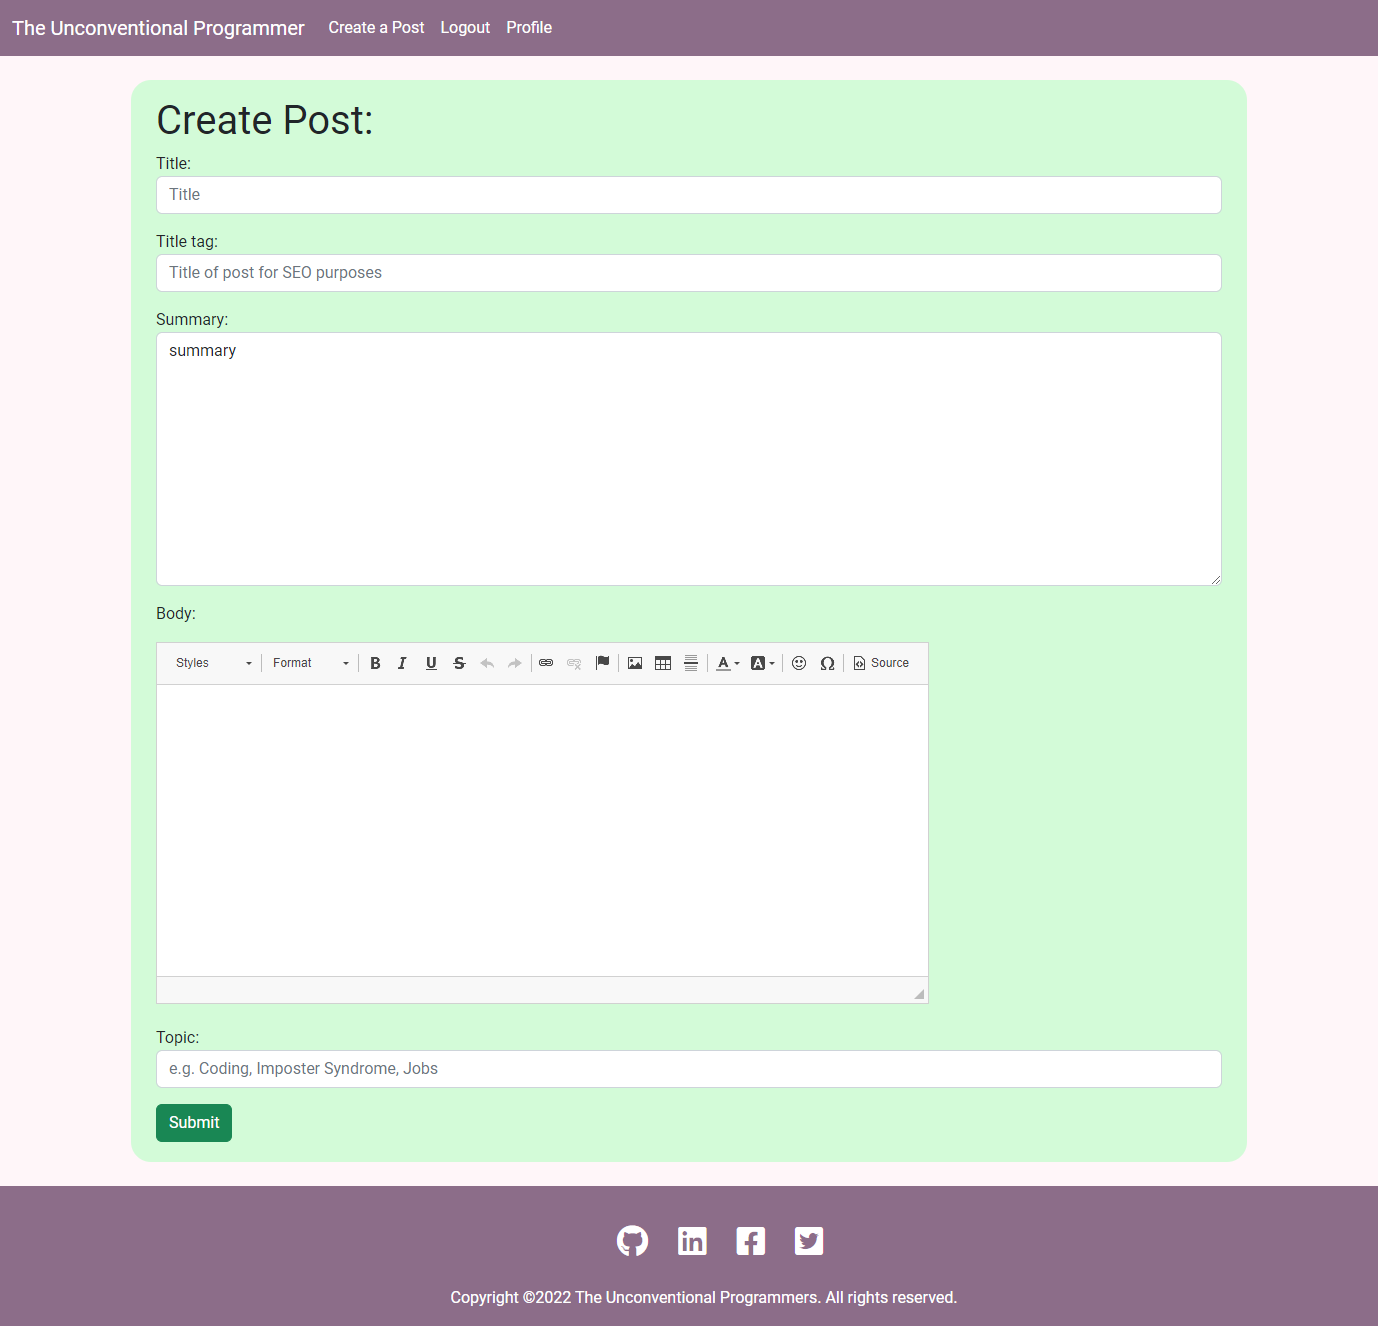 The Unconventional Programmer Create a Post Logout Profile
Create Post:
Title:
Title
Title tag:
Title of post for SEO purposes
Summary:
summary
Body:
Styles Format B I U S A A Ω Source
Topic:
e.g. Coding, Imposter Syndrome, Jobs
Submit
in f
Copyright ©2022 The Unconventional Programmers. All rights reserved.